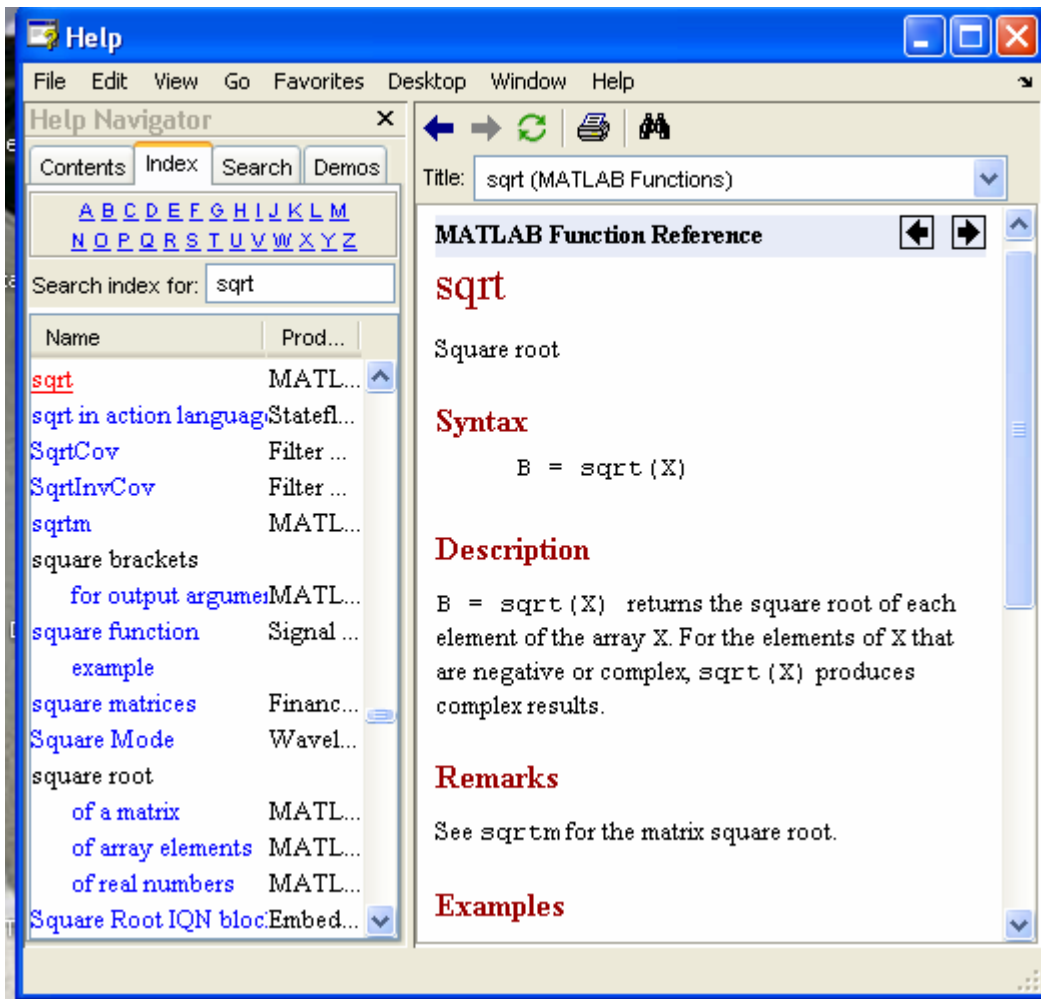 Help
File Edit View Go Favorites Desktop Window Help
Help Navigator
Contents Index Search Demos
A B C D E F G H I J K L M
N O P Q R S T U V W X Y Z
Search index for: sqrt
Name Prod...
sqrt MATL...
sqrt in action languag Statefl...
SqrtCov Filter ...
SqrtInvCov Filter ...
sqrtm MATL...
square brackets
for output argume MATL...
square function Signal ...
example
square matrices Financ...
Square Mode Wavel...
square root
of a matrix MATL...
of array elements MATL...
of real numbers MATL...
Square Root IQN bloc Embed...
Title: sqrt (MATLAB Functions)
MATLAB Function Reference
sqrt
Square root
Syntax
B = sqrt(X)
Description
B = sqrt(X) returns the square root of each
element of the array X. For the elements of X that
are negative or complex, sqrt(X) produces
complex results.
Remarks
See sqrtm for the matrix square root.
Examples